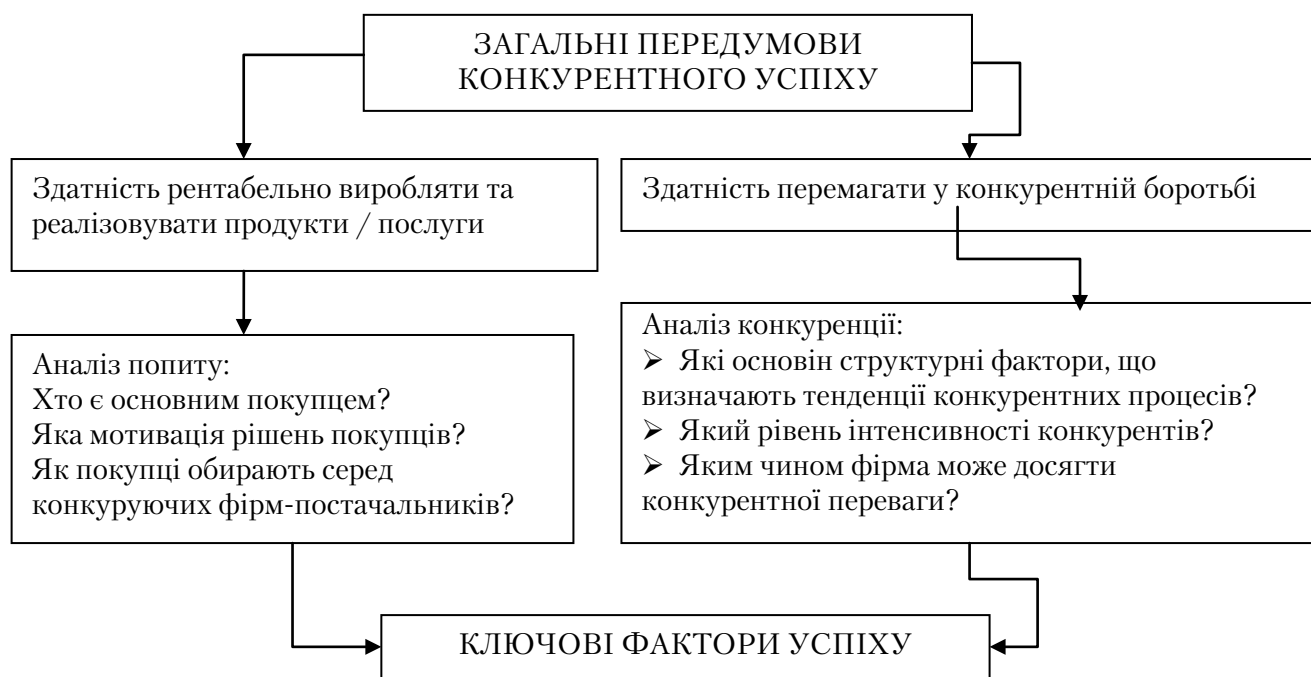 ЗАГАЛЬНІ ПЕРЕДУМОВИ
КОНКУРЕНТНОГО УСПІХУ
Здатність рентабельно виробляти та
реалізовувати продукти / послуги
Здатність перемагати у конкурентній боротьбі
Аналіз попиту:
Хто є основним покупцем?
Яка мотивація рішень покупців?
Як покупці обирають серед
конкуруючих фірм-постачальників?
Аналіз конкуренції:
➢ Які основін структурні фактори, що
визначають тенденції конкурентних процесів?
➢ Який рівень інтенсивності конкурентів?
➢ Яким чином фірма може досягти
конкурентної переваги?
КЛЮЧОВІ ФАКТОРИ УСПІХУ